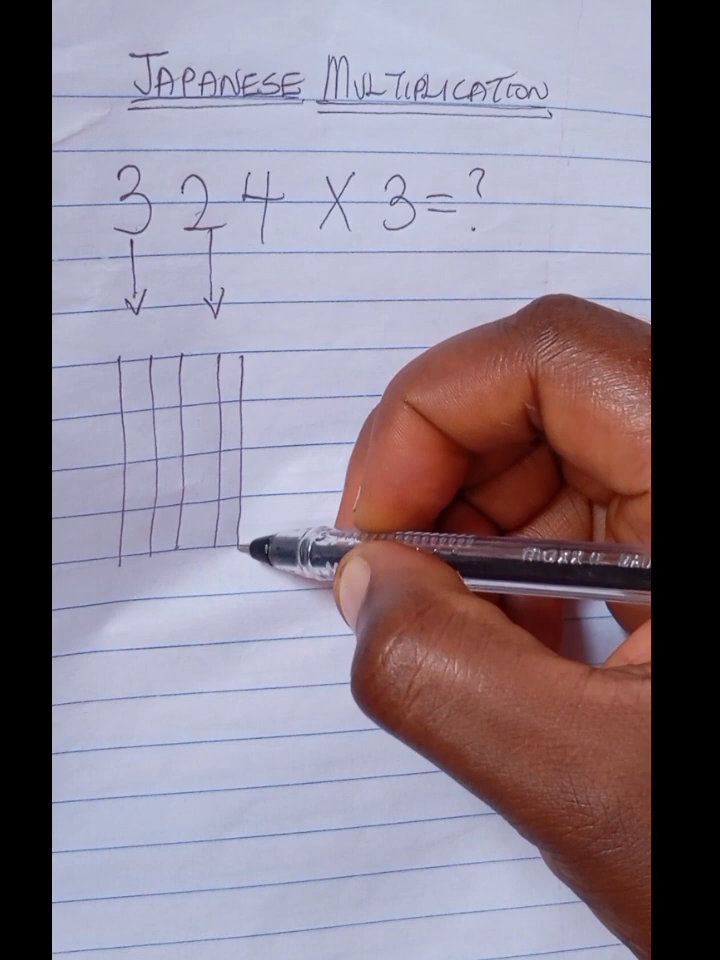 JAPANESE MULTIPLICATION
324 X 3 = ?